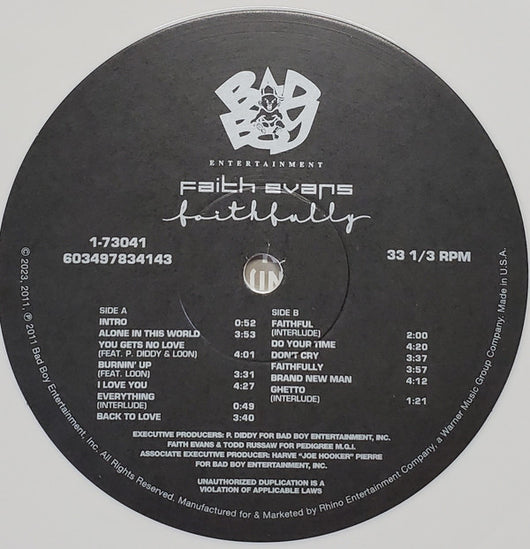 BAD
BOY
ENTERTAINMENT
Faith Evans
faithfully
1-73041
603497834143
33 1/3 RPM
SIDE A
INTRO 0:52
ALONE IN THIS WORLD 3:53
YOU GETS NO LOVE
(FEAT. P. DIDDY & LOON) 4:01
BURNIN' UP
(FEAT. LOON) 3:31
I LOVE YOU 4:27
EVERYTHING
(INTERLUDE) 0:49
BACK TO LOVE 3:40
SIDE B
FAITHFUL
(INTERLUDE) 2:00
DO YOUR TIME 4:20
DON'T CRY 3:37
FAITHFULLY 3:57
BRAND NEW MAN 4:12
GHETTO
(INTERLUDE) 1:21
EXECUTIVE PRODUCERS: P. DIDDY FOR BAD BOY ENTERTAINMENT, INC.
FAITH EVANS & TODD RUSSAW FOR PEDIGREE M.G.I.
ASSOCIATE EXECUTIVE PRODUCER: HARVE "JOE HOOKER" PIERRE
FOR BAD BOY ENTERTAINMENT, INC.
UNAUTHORIZED DUPLICATION IS A
VIOLATION OF APPLICABLE LAWS
© 2023, 2011, ℗ 2011 Bad Boy Entertainment, Inc. All Rights Reserved. Manufactured for & Marketed by Rhino Entertainment Company, a Warner Music Group Company. Made in U.S.A.